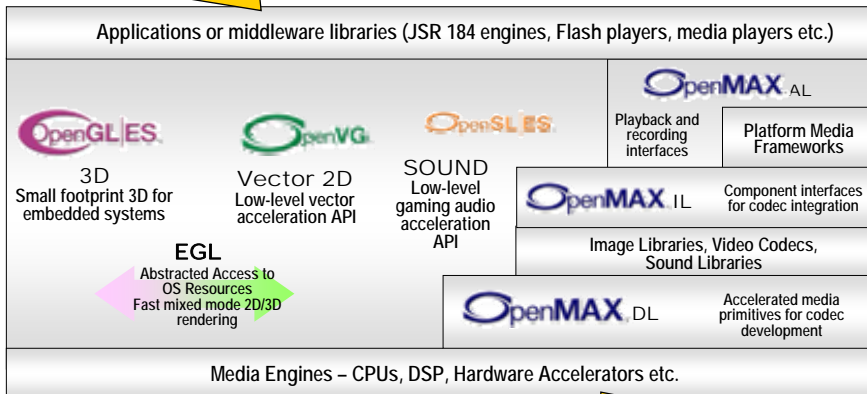 Applications or middleware libraries (JSR 184 engines, Flash players, media players etc.)
OpenGL|ES.
3D
Small footprint 3D for
embedded systems
OpenVG.
Vector 2D
Low-level vector
acceleration API
OpenSL|ES.
SOUND
Low-level
gaming audio
acceleration
API
EGL
Abstracted Access to
OS Resources
Fast mixed mode 2D/3D
rendering
OpenMAX AL
Playback and
recording
interfaces
Platform Media
Frameworks
OpenMAX IL
Component interfaces
for codec integration
Image Libraries, Video Codecs,
Sound Libraries
OpenMAX DL
Accelerated media
primitives for codec
development
Media Engines – CPUs, DSP, Hardware Accelerators etc.